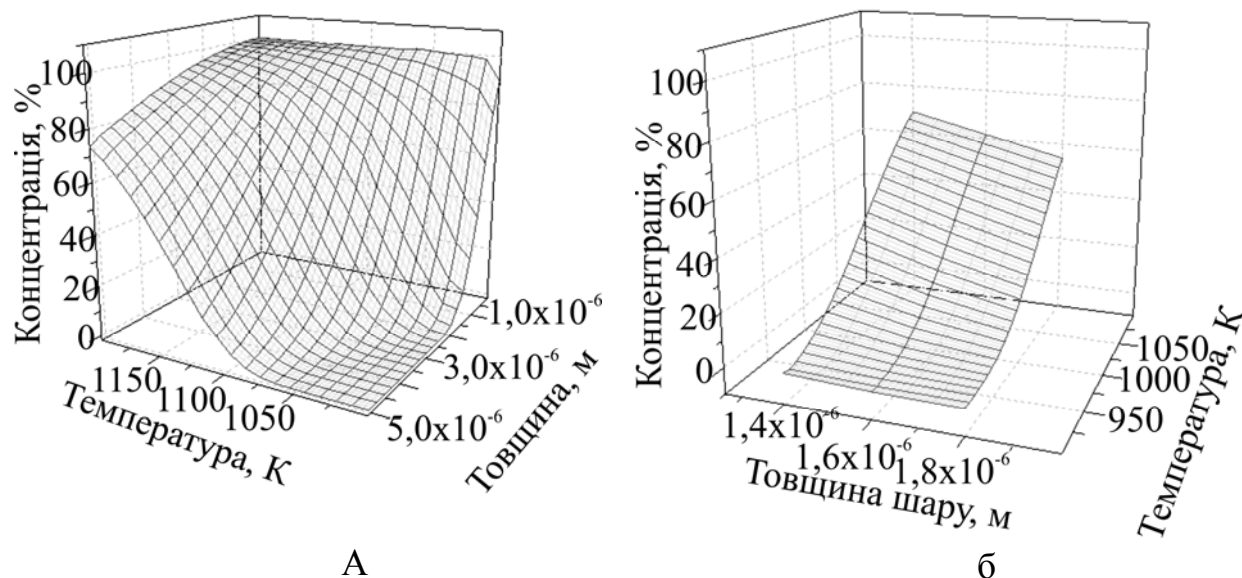 Концентрація, %
100
80
60
40
20
0
1150
1100
1050
Температура, К
1,0x10⁻⁶
3,0x10⁻⁶
5,0x10⁻⁶
Товщина, м
А
Концентрація, %
100
80
60
40
20
0
1,4x10⁻⁶
1,6x10⁻⁶
1,8x10⁻⁶
Товщина шару, м
1050
1000
950
Температура, К
б